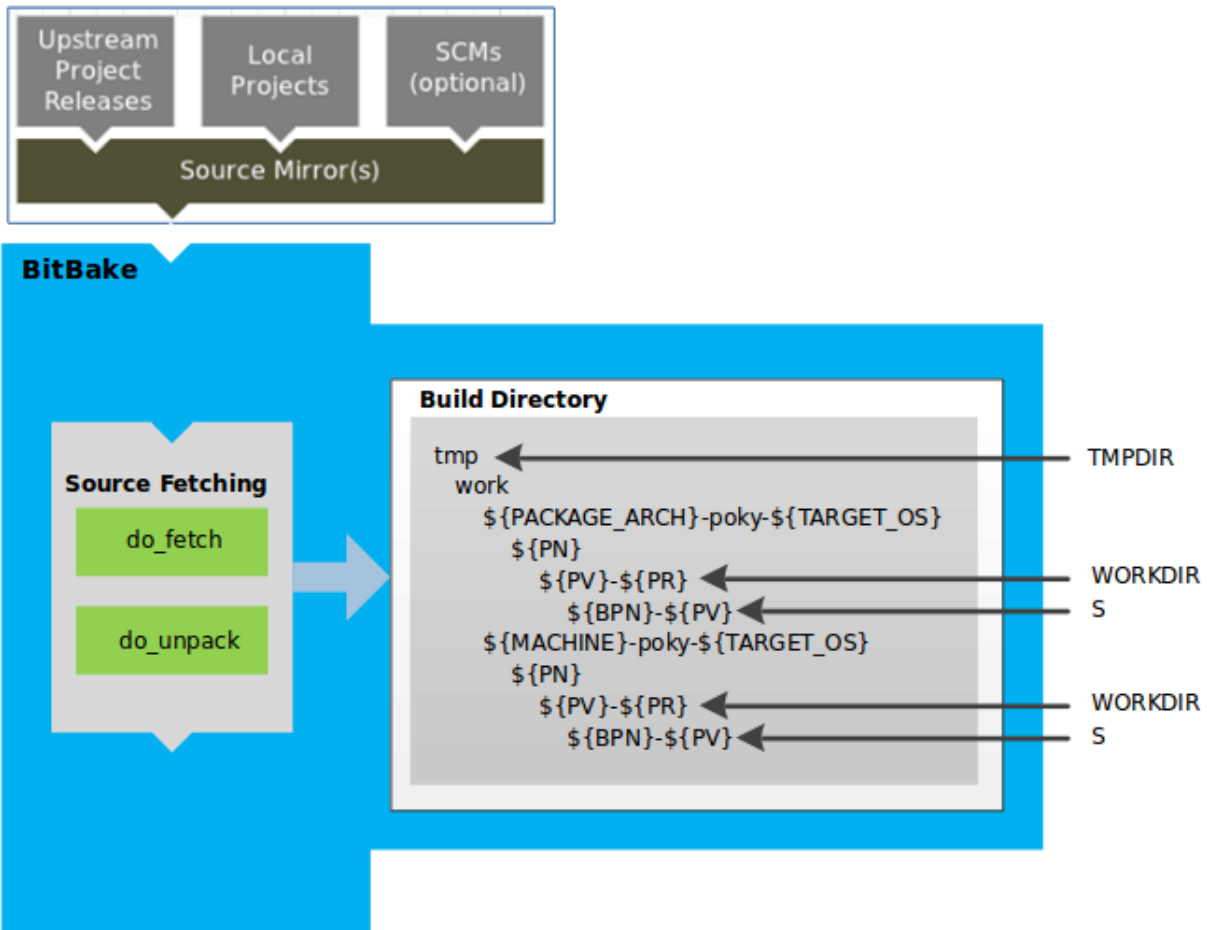 Upstream
Project
Releases
Local
Projects
SCMs
(optional)
Source Mirror(s)
BitBake
Source Fetching
do_fetch
do_unpack
Build Directory
tmp
work
${PACKAGE_ARCH}-poky-${TARGET_OS}
${PN}
${PV}-${PR}
${BPN}-${PV}
${MACHINE}-poky-${TARGET_OS}
${PN}
${PV}-${PR}
${BPN}-${PV}
TMPDIR
WORKDIR
S
WORKDIR
S